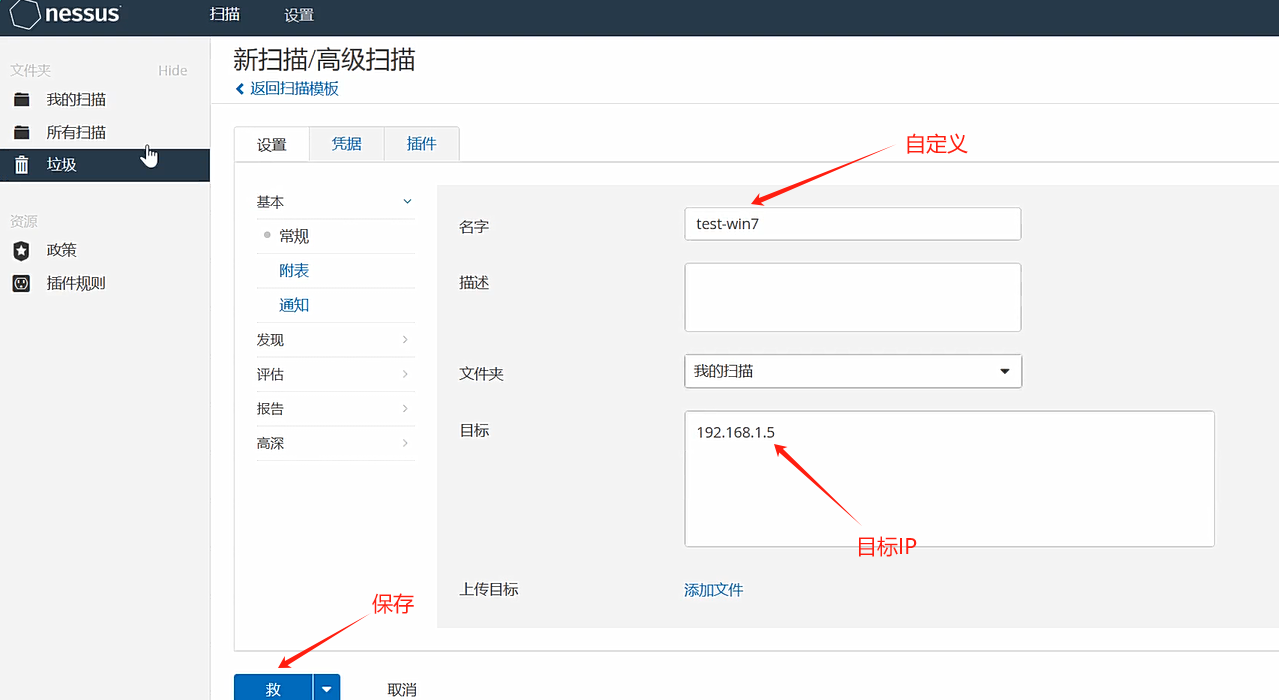 nessus
扫描 设置
文件夹 Hide
我的扫描
所有扫描
垃圾
资源
政策
插件规则
新扫描/高级扫描
返回扫描模板
设置 凭据 插件
基本
常规
附表
通知
发现
评估
报告
高深
自定义
名字 test-win7
描述
文件夹 我的扫描
目标 192.168.1.5
目标IP
上传目标 添加文件
保存
救 取消